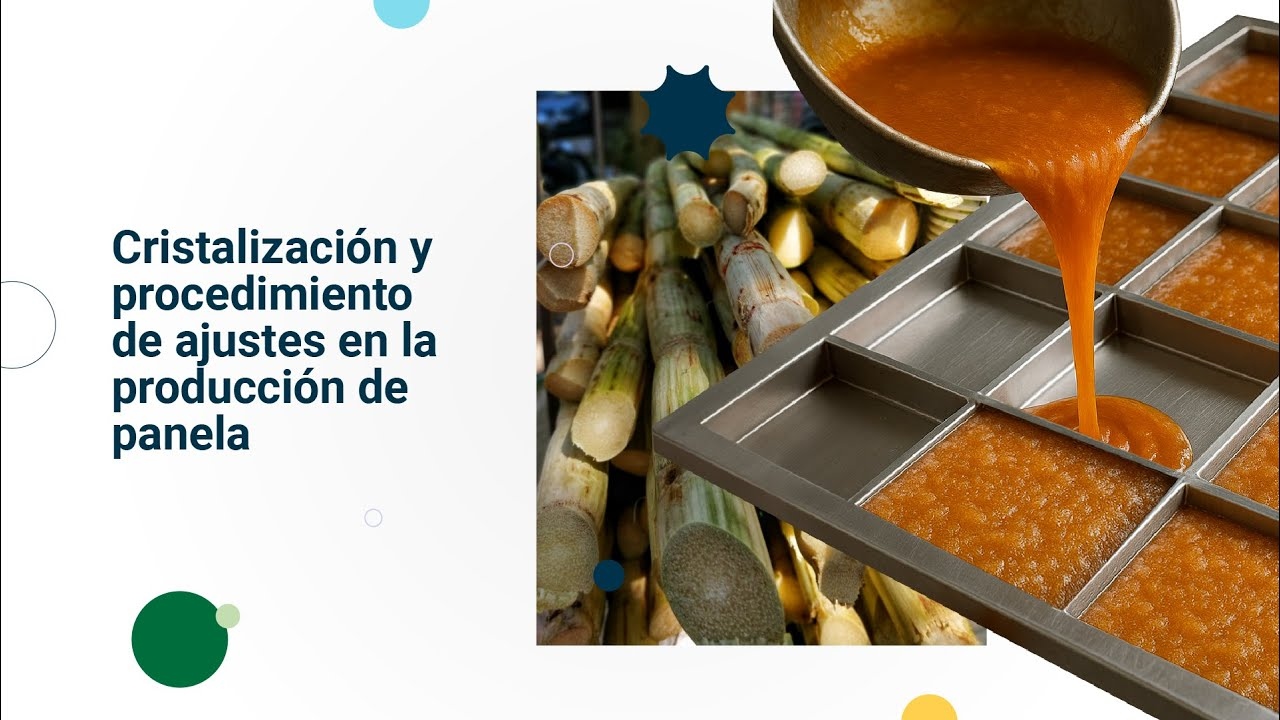 Cristalización y
procedimiento
de ajustes en la
producción de
panela